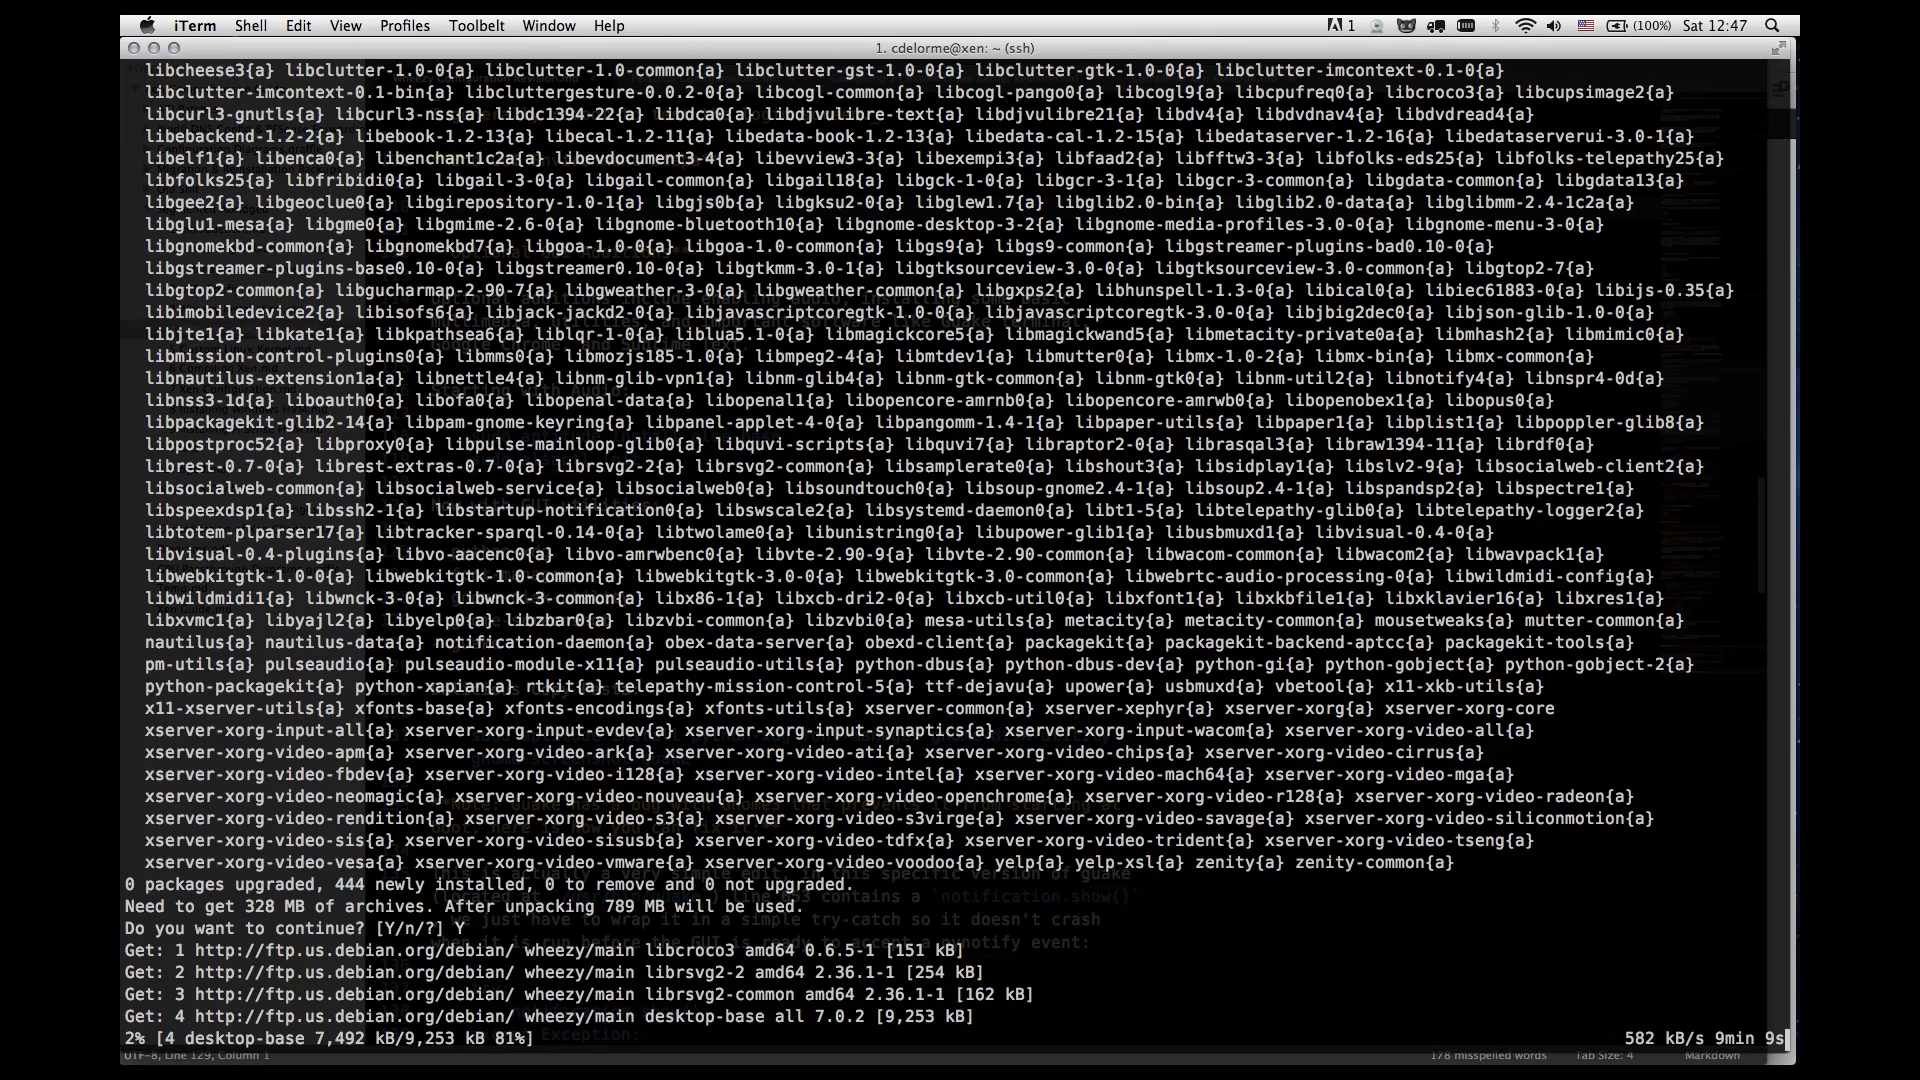 iTerm Shell Edit View Profiles Toolbelt Window Help 1 (100%) Sat 12:47
1. cdelorme@xen: ~ (ssh)
libcheese3{a} libclutter-1.0-0{a} libclutter-1.0-common{a} libclutter-gst-1.0-0{a} libclutter-gtk-1.0-0{a} libclutter-imcontext-0.1-0{a}
libclutter-imcontext-0.1-bin{a} libcluttergesture-0.0.2-0{a} libcogl-common{a} libcogl-pango0{a} libcogl9{a} libcpufreq0{a} libcroco3{a} libcupsimage2{a}
libcurl3-gnutls{a} libcurl3-nss{a} libdc1394-22{a} libdca0{a} libdjvulibre-text{a} libdjvulibre21{a} libdv4{a} libdvdnav4{a} libdvdread4{a}
libebackend-1.2-2{a} libebook-1.2-13{a} libecal-1.2-11{a} libedata-book-1.2-13{a} libedata-cal-1.2-15{a} libedataserver-1.2-16{a} libedataserverui-3.0-1{a}
libelf1{a} libenca0{a} libenchant1c2a{a} libevdocument3-4{a} libevview3-3{a} libexempi3{a} libfaad2{a} libfftw3-3{a} libfolks-eds25{a} libfolks-telepathy25{a}
libfolks25{a} libfribidi0{a} libgail-3-0{a} libgail-common{a} libgail18{a} libgck-1-0{a} libgcr-3-1{a} libgcr-3-common{a} libgdata-common{a} libgdata13{a}
libgee2{a} libgeoclue0{a} libgirepository-1.0-1{a} libgjs0b{a} libgksu2-0{a} libglew1.7{a} libglib2.0-bin{a} libglib2.0-data{a} libglibmm-2.4-1c2a{a}
libglu1-mesa{a} libgme0{a} libgmime-2.6-0{a} libgnome-bluetooth10{a} libgnome-desktop-3-2{a} libgnome-media-profiles-3.0-0{a} libgnome-menu-3-0{a}
libgnomekbd-common{a} libgnomekbd7{a} libgoa-1.0-0{a} libgoa-1.0-common{a} libgs9{a} libgs9-common{a} libgstreamer-plugins-bad0.10-0{a}
libgstreamer-plugins-base0.10-0{a} libgstreamer0.10-0{a} libgtkmm-3.0-1{a} libgtksourceview-3.0-0{a} libgtksourceview-3.0-common{a} libgtop2-7{a}
libgtop2-common{a} libgucharmap-2-90-7{a} libgweather-3-0{a} libgweather-common{a} libgxps2{a} libhunspell-1.3-0{a} libical0{a} libiec61883-0{a} libijs-0.35{a}
libimobiledevice2{a} libisofs6{a} libjack-jackd2-0{a} libjavascriptcoregtk-1.0-0{a} libjavascriptcoregtk-3.0-0{a} libjbig2dec0{a} libjson-glib-1.0-0{a}
libjte1{a} libkate1{a} libkpathsea6{a} liblqr-1-0{a} liblua5.1-0{a} libmagickcore5{a} libmagickwand5{a} libmetacity-private0a{a} libmhash2{a} libmimic0{a}
libmission-control-plugins0{a} libmms0{a} libmozjs185-1.0{a} libmpeg2-4{a} libmtdev1{a} libmutter0{a} libmx-1.0-2{a} libmx-bin{a} libmx-common{a}
libnautilus-extension1a{a} libnettle4{a} libnm-glib-vpn1{a} libnm-glib4{a} libnm-gtk-common{a} libnm-gtk0{a} libnm-util2{a} libnotify4{a} libnspr4-0d{a}
libnss3-1d{a} liboauth0{a} libofa0{a} libopenal-data{a} libopenal1{a} libopencore-amrnb0{a} libopencore-amrwb0{a} libopenobex1{a} libopus0{a}
libpackagekit-glib2-14{a} libpam-gnome-keyring{a} libpanel-applet-4-0{a} libpangomm-1.4-1{a} libpaper-utils{a} libpaper1{a} libplist1{a} libpoppler-glib8{a}
libpostproc52{a} libproxy0{a} libpulse-mainloop-glib0{a} libquvi-scripts{a} libquvi7{a} libraptor2-0{a} librasqal3{a} libraw1394-11{a} librdf0{a}
librest-0.7-0{a} librest-extras-0.7-0{a} librsvg2-2{a} librsvg2-common{a} libsamplerate0{a} libshout3{a} libsidplay1{a} libslv2-9{a} libsocialweb-client2{a}
libsocialweb-common{a} libsocialweb-service{a} libsocialweb0{a} libsoundtouch0{a} libsoup-gnome2.4-1{a} libsoup2.4-1{a} libspandsp2{a} libspectre1{a}
libspeexdsp1{a} libssh2-1{a} libstartup-notification0{a} libswscale2{a} libsystemd-daemon0{a} libt1-5{a} libtelepathy-glib0{a} libtelepathy-logger2{a}
libtotem-plparser17{a} libtracker-sparql-0.14-0{a} libtwolame0{a} libunistring0{a} libupower-glib1{a} libusbmuxd1{a} libvisual-0.4-0{a}
libvisual-0.4-plugins{a} libvo-aacenc0{a} libvo-amrwbenc0{a} libvte-2.90-9{a} libvte-2.90-common{a} libwacom-common{a} libwacom2{a} libwavpack1{a}
libwebkitgtk-1.0-0{a} libwebkitgtk-1.0-common{a} libwebkitgtk-3.0-0{a} libwebkitgtk-3.0-common{a} libwebrtc-audio-processing-0{a} libwildmidi-config{a}
libwildmidi1{a} libwnck-3-0{a} libwnck-3-common{a} libx86-1{a} libxcb-dri2-0{a} libxcb-util0{a} libxfont1{a} libxkbfile1{a} libxklavier16{a} libxres1{a}
libxvmc1{a} libyajl2{a} libyelp0{a} libzbar0{a} libzvbi-common{a} libzvbi0{a} mesa-utils{a} metacity{a} metacity-common{a} mousetweaks{a} mutter-common{a}
nautilus{a} nautilus-data{a} notification-daemon{a} obex-data-server{a} obexd-client{a} packagekit{a} packagekit-backend-aptcc{a} packagekit-tools{a}
pm-utils{a} pulseaudio{a} pulseaudio-module-x11{a} pulseaudio-utils{a} python-dbus{a} python-dbus-dev{a} python-gi{a} python-gobject{a} python-gobject-2{a}
python-packagekit{a} python-xapian{a} rtkit{a} telepathy-mission-control-5{a} ttf-dejavu{a} upower{a} usbmuxd{a} vbetool{a} x11-xkb-utils{a}
x11-xserver-utils{a} xfonts-base{a} xfonts-encodings{a} xfonts-utils{a} xserver-common{a} xserver-xephyr{a} xserver-xorg{a} xserver-xorg-core
xserver-xorg-input-all{a} xserver-xorg-input-evdev{a} xserver-xorg-input-synaptics{a} xserver-xorg-input-wacom{a} xserver-xorg-video-all{a}
xserver-xorg-video-apm{a} xserver-xorg-video-ark{a} xserver-xorg-video-ati{a} xserver-xorg-video-chips{a} xserver-xorg-video-cirrus{a}
xserver-xorg-video-fbdev{a} xserver-xorg-video-i128{a} xserver-xorg-video-intel{a} xserver-xorg-video-mach64{a} xserver-xorg-video-mga{a}
xserver-xorg-video-neomagic{a} xserver-xorg-video-nouveau{a} xserver-xorg-video-openchrome{a} xserver-xorg-video-r128{a} xserver-xorg-video-radeon{a}
xserver-xorg-video-rendition{a} xserver-xorg-video-s3{a} xserver-xorg-video-s3virge{a} xserver-xorg-video-savage{a} xserver-xorg-video-siliconmotion{a}
xserver-xorg-video-sis{a} xserver-xorg-video-sisusb{a} xserver-xorg-video-tdfx{a} xserver-xorg-video-trident{a} xserver-xorg-video-tseng{a}
xserver-xorg-video-vesa{a} xserver-xorg-video-vmware{a} xserver-xorg-video-voodoo{a} yelp{a} yelp-xsl{a} zenity{a} zenity-common{a}
0 packages upgraded, 444 newly installed, 0 to remove and 0 not upgraded.
Need to get 328 MB of archives. After unpacking 789 MB will be used.
Do you want to continue? [Y/n/?] Y
Get: 1 http://ftp.us.debian.org/debian/ wheezy/main libcroco3 amd64 0.6.5-1 [151 kB]
Get: 2 http://ftp.us.debian.org/debian/ wheezy/main librsvg2-2 amd64 2.36.1-1 [254 kB]
Get: 3 http://ftp.us.debian.org/debian/ wheezy/main librsvg2-common amd64 2.36.1-1 [162 kB]
Get: 4 http://ftp.us.debian.org/debian/ wheezy/main desktop-base all 7.0.2 [9,253 kB]
2% [4 desktop-base 7,492 kB/9,253 kB 81%] 582 kB/s 9min 9s
UTF-8, Line 129, Column 1 178 misspelled words Tab Size: 4 Markdown